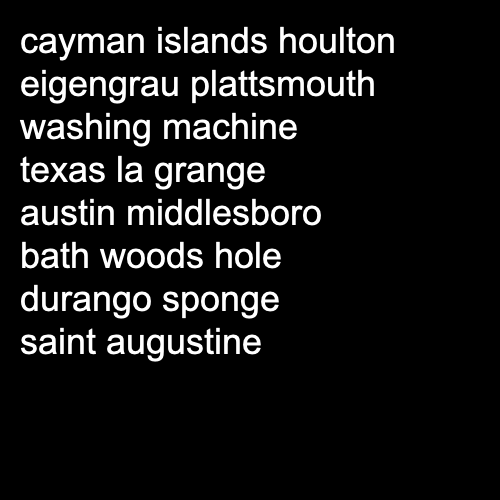 cayman islands houlton
eigengrau plattsmouth
washing machine
texas la grange
austin middlesboro
bath woods hole
durango sponge
saint augustine